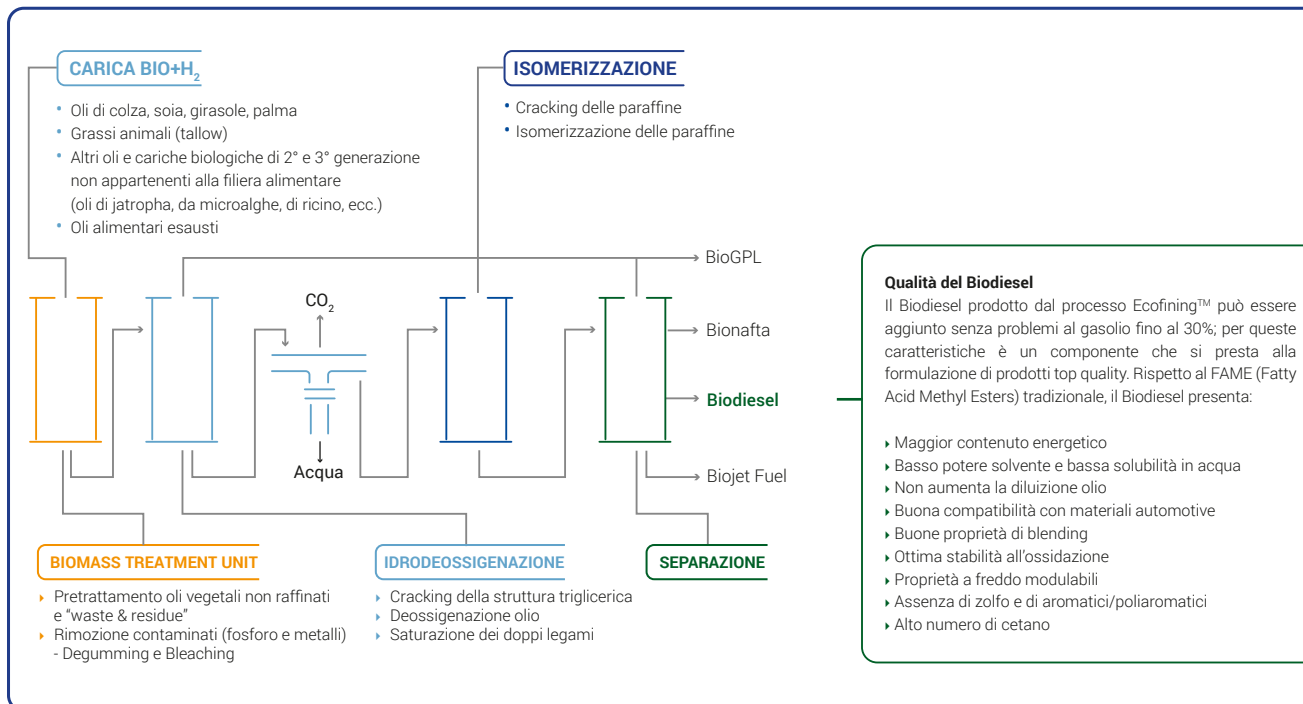 CARICA BIO+H₂
• Oli di colza, soia, girasole, palma
• Grassi animali (tallow)
• Altri oli e cariche biologiche di 2° e 3° generazione
non appartenenti alla filiera alimentare
(oli di jatropha, da microalghe, di ricino, ecc.)
• Oli alimentari esausti
ISOMERIZZAZIONE
• Cracking delle paraffine
• Isomerizzazione delle paraffine
BioGPL
CO₂
Bionafta
Biodiesel
Acqua
Biojet Fuel
BIOMASS TREATMENT UNIT
Pretrattamento oli vegetali non raffinati
e “waste & residue”
Rimozione contaminati (fosforo e metalli)
- Degumming e Bleaching
IDRODEOSSIGENAZIONE
Cracking della struttura triglicerica
Deossigenazione olio
Saturazione dei doppi legami
SEPARAZIONE
Qualità del Biodiesel
Il Biodiesel prodotto dal processo Ecofining™ può essere
aggiunto senza problemi al gasolio fino al 30%; per queste
caratteristiche è un componente che si presta alla
formulazione di prodotti top quality. Rispetto al FAME (Fatty
Acid Methyl Esters) tradizionale, il Biodiesel presenta:
Maggior contenuto energetico
Basso potere solvente e bassa solubilità in acqua
Non aumenta la diluizione olio
Buona compatibilità con materiali automotive
Buone proprietà di blending
Ottima stabilità all’ossidazione
Proprietà a freddo modulabili
Assenza di zolfo e di aromatici/poliaromatici
Alto numero di cetano